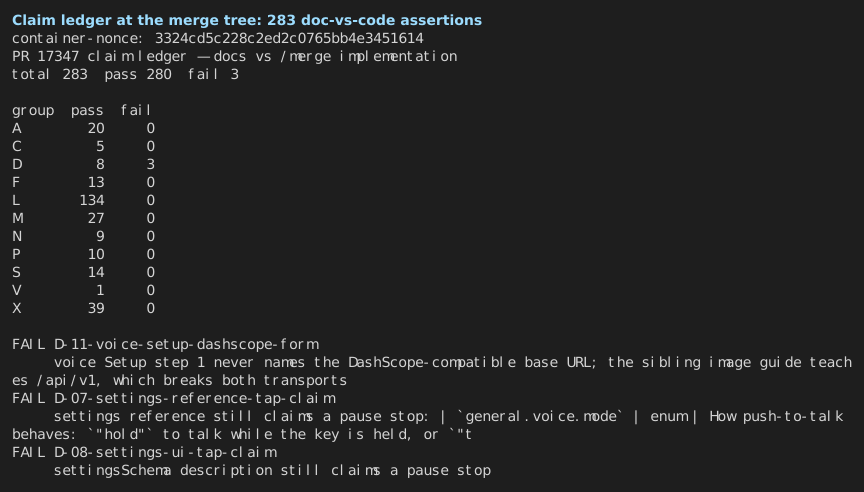 Claim ledger at the merge tree: 283 doc-vs-code assertions
container-nonce: 3324cd5c228c2ed2c0765bb4e3451614
PR 17347 claim ledger — docs vs /merge implementation
total 283 pass 280 fail 3
group pass fail
A 20 0
C 5 0
D 8 3
F 13 0
L 134 0
M 27 0
N 9 0
P 10 0
S 14 0
V 1 0
X 39 0
FAIL D-11-voice-setup-dashscope-form
voice Setup step 1 never names the DashScope-compatible base URL; the sibling image guide teach
es /api/v1, which breaks both transports
FAIL D-07-settings-reference-tap-claim
settings reference still claims a pause stop: | `general.voice.mode` | enum | How push-to-talk
behaves: `"hold"` to talk while the key is held, or `"t
FAIL D-08-settings-ui-tap-claim
settingsSchema description still claims a pause stop